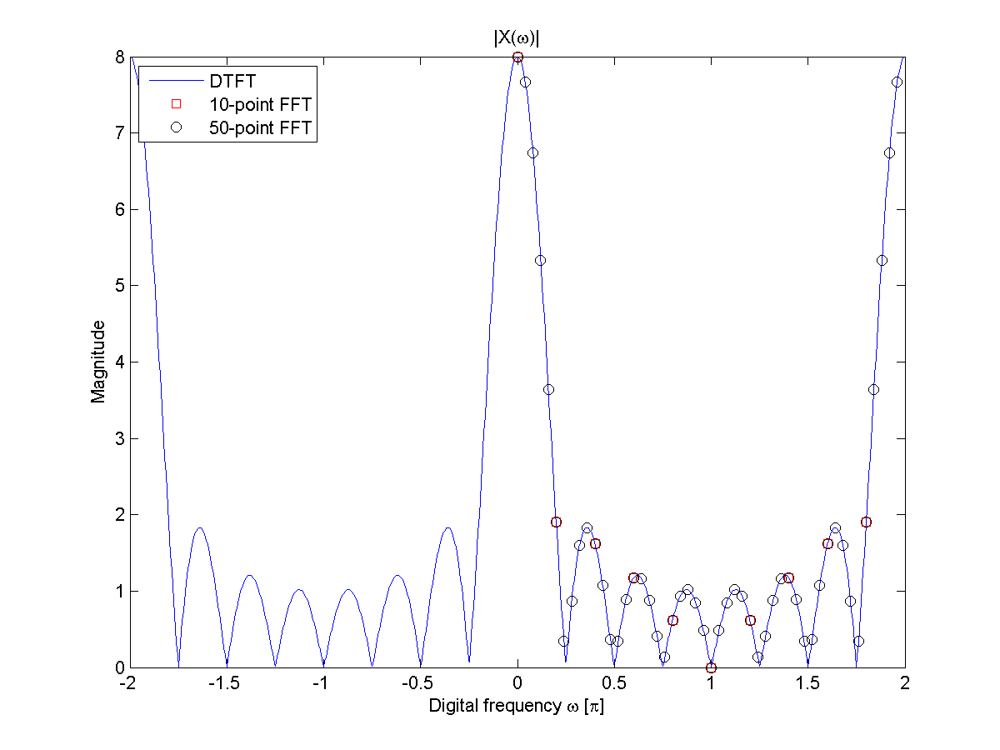 |X(ω)|
8
7
6
5
4
3
2
1
0
Magnitude
DTFT
10-point FFT
50-point FFT
-2 -1.5 -1 -0.5 0 0.5 1 1.5 2
Digital frequency ω [π]